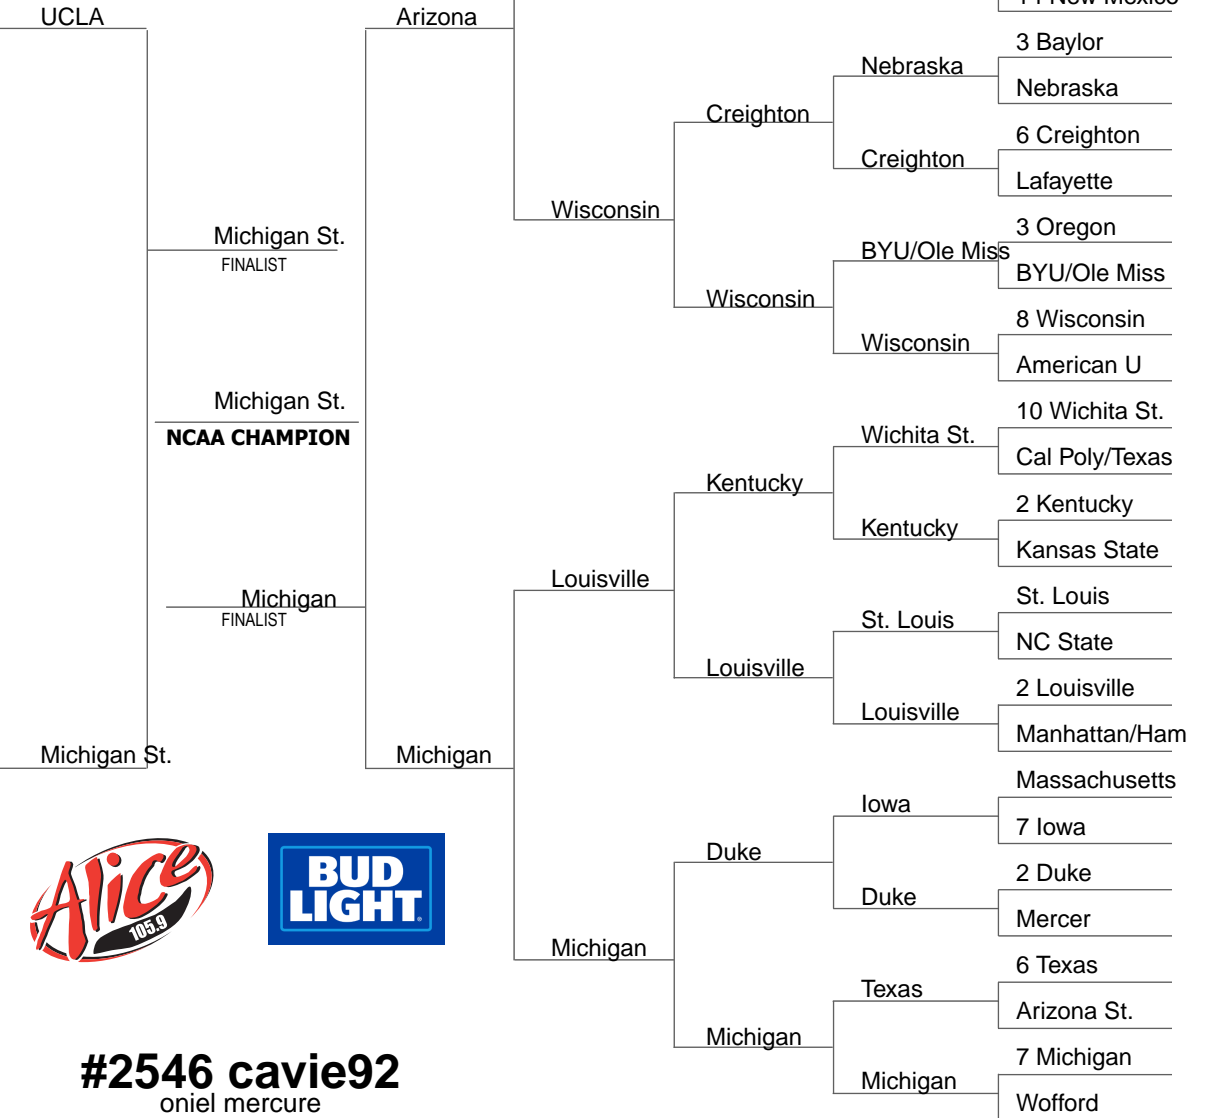 UCLA
Arizona
3 Baylor
Nebraska
Nebraska
Creighton
6 Creighton
Creighton
Lafayette
Wisconsin
3 Oregon
Michigan St.
FINALIST
BYU/Ole Miss
BYU/Ole Miss
Wisconsin
8 Wisconsin
Wisconsin
American U
Michigan St.
NCAA CHAMPION
10 Wichita St.
Wichita St.
Cal Poly/Texas
Kentucky
2 Kentucky
Kentucky
Kansas State
Louisville
St. Louis
Michigan
FINALIST
St. Louis
NC State
Louisville
2 Louisville
Louisville
Manhattan/Ham
Michigan St.
Michigan
Massachusetts
Iowa
7 Iowa
Duke
2 Duke
Duke
Mercer
Michigan
6 Texas
Texas
Arizona St.
Michigan
7 Michigan
Michigan
Wofford
Alice
105.9
BUD
LIGHT
#2546 cavie92
oniel mercure